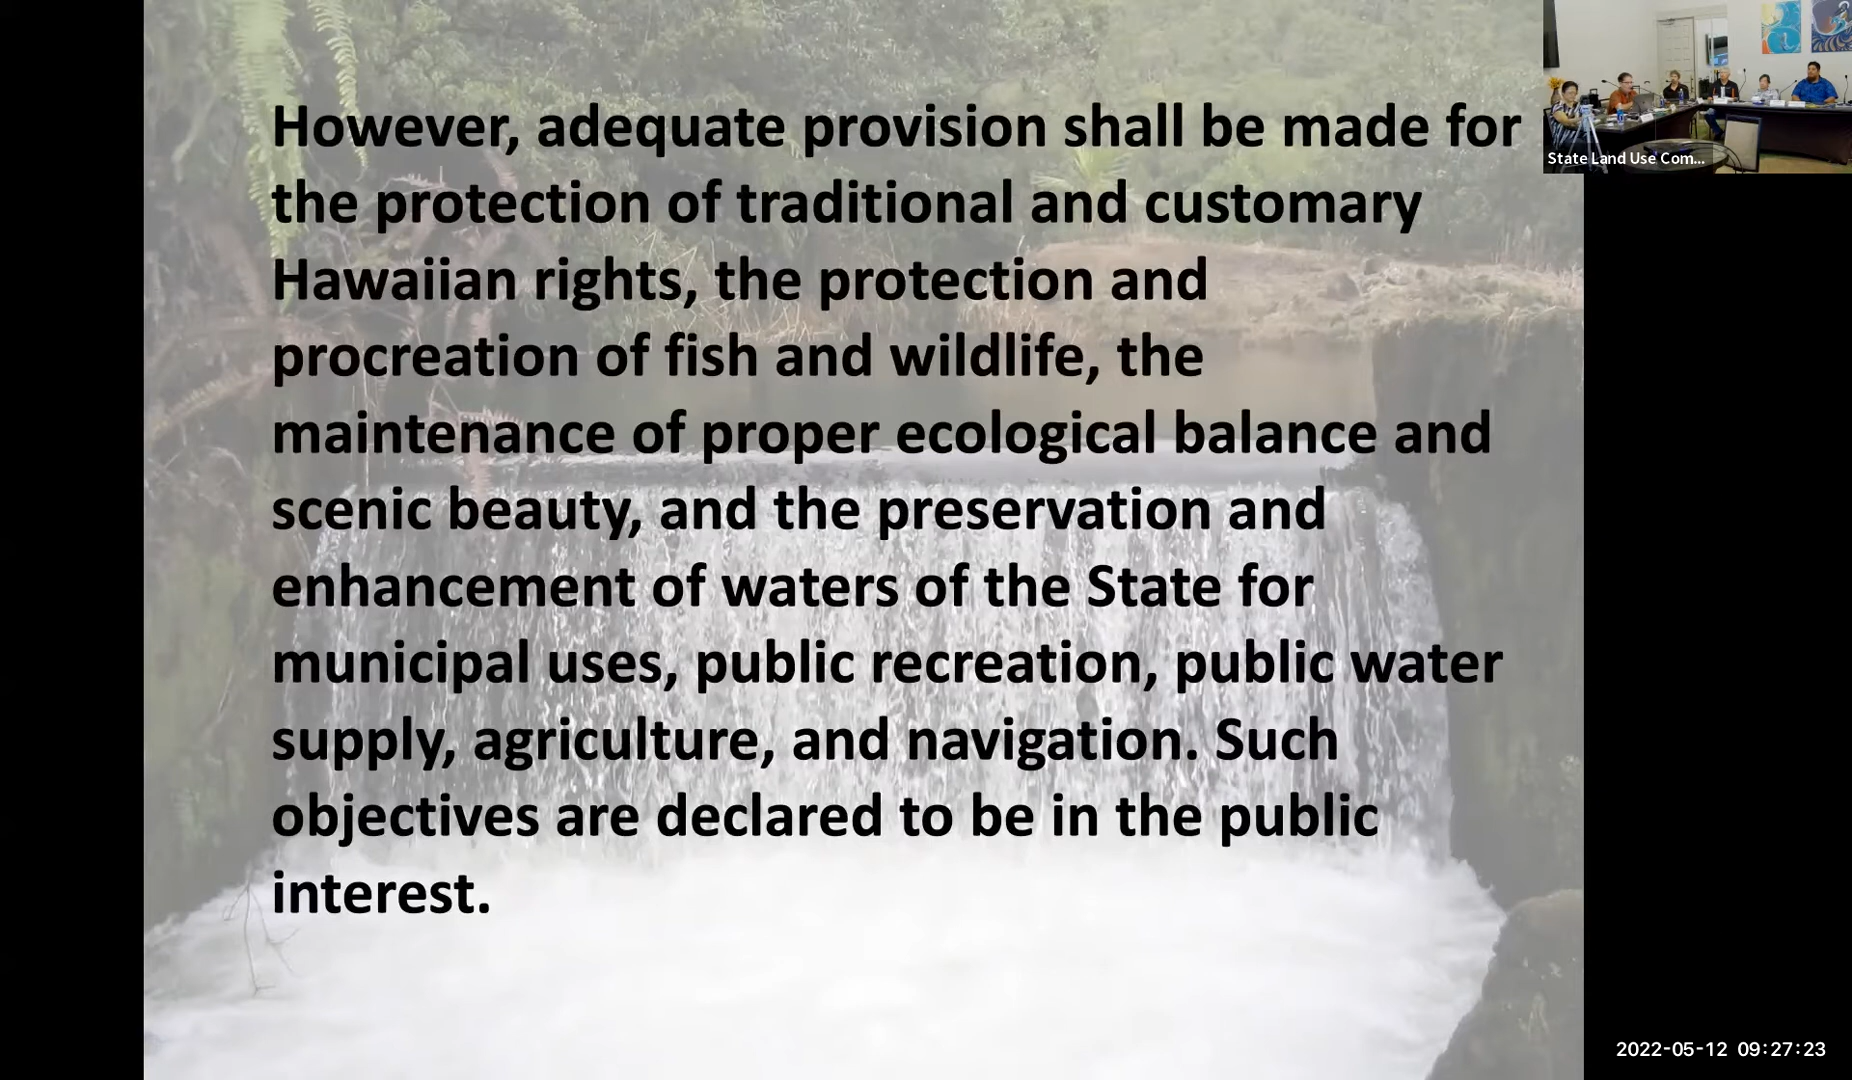 However, adequate provision shall be made for
the protection of traditional and customary
Hawaiian rights, the protection and
procreation of fish and wildlife, the
maintenance of proper ecological balance and
scenic beauty, and the preservation and
enhancement of waters of the State for
municipal uses, public recreation, public water
supply, agriculture, and navigation. Such
objectives are declared to be in the public
interest.
State Land Use Com...
2022-05-12 09:27:23